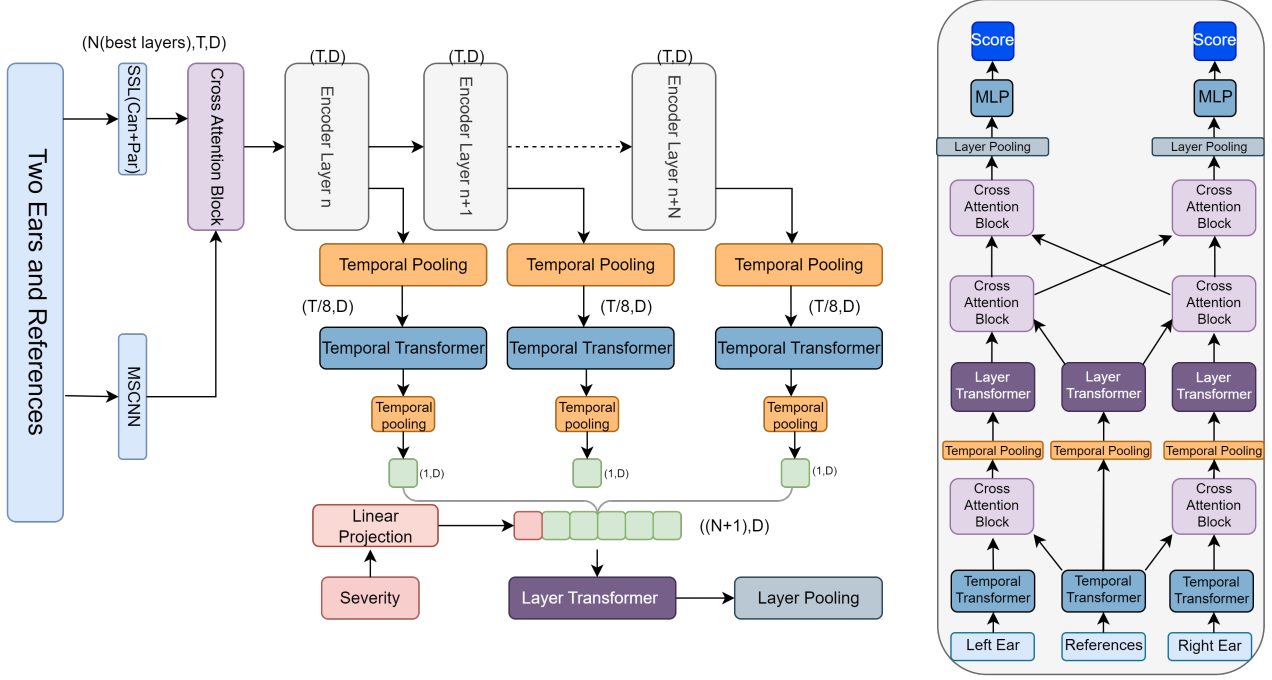 (N(best layers),T,D)
Two Ears and References
SSL(Can+Par)
MSCNN
Cross Attention Block
(T,D)
Encoder Layer n
(T,D)
Encoder Layer n+1
(T,D)
Encoder Layer n+N
Temporal Pooling
Temporal Pooling
Temporal Pooling
(T/8,D)
(T/8,D)
(T/8,D)
Temporal Transformer
Temporal Transformer
Temporal Transformer
Temporal
pooling
Temporal
pooling
Temporal
pooling
(1,D)
(1,D)
(1,D)
Linear
Projection
((N+1),D)
Severity
Layer Transformer
Layer Pooling
Score
Score
MLP
MLP
Layer Pooling
Layer Pooling
Cross
Attention
Block
Cross
Attention
Block
Cross
Attention
Block
Cross
Attention
Block
Layer
Transformer
Layer
Transformer
Layer
Transformer
Temporal Pooling
Temporal Pooling
Temporal Pooling
Cross
Attention
Block
Cross
Attention
Block
Temporal
Transformer
Temporal
Transformer
Temporal
Transformer
Left Ear
References
Right Ear